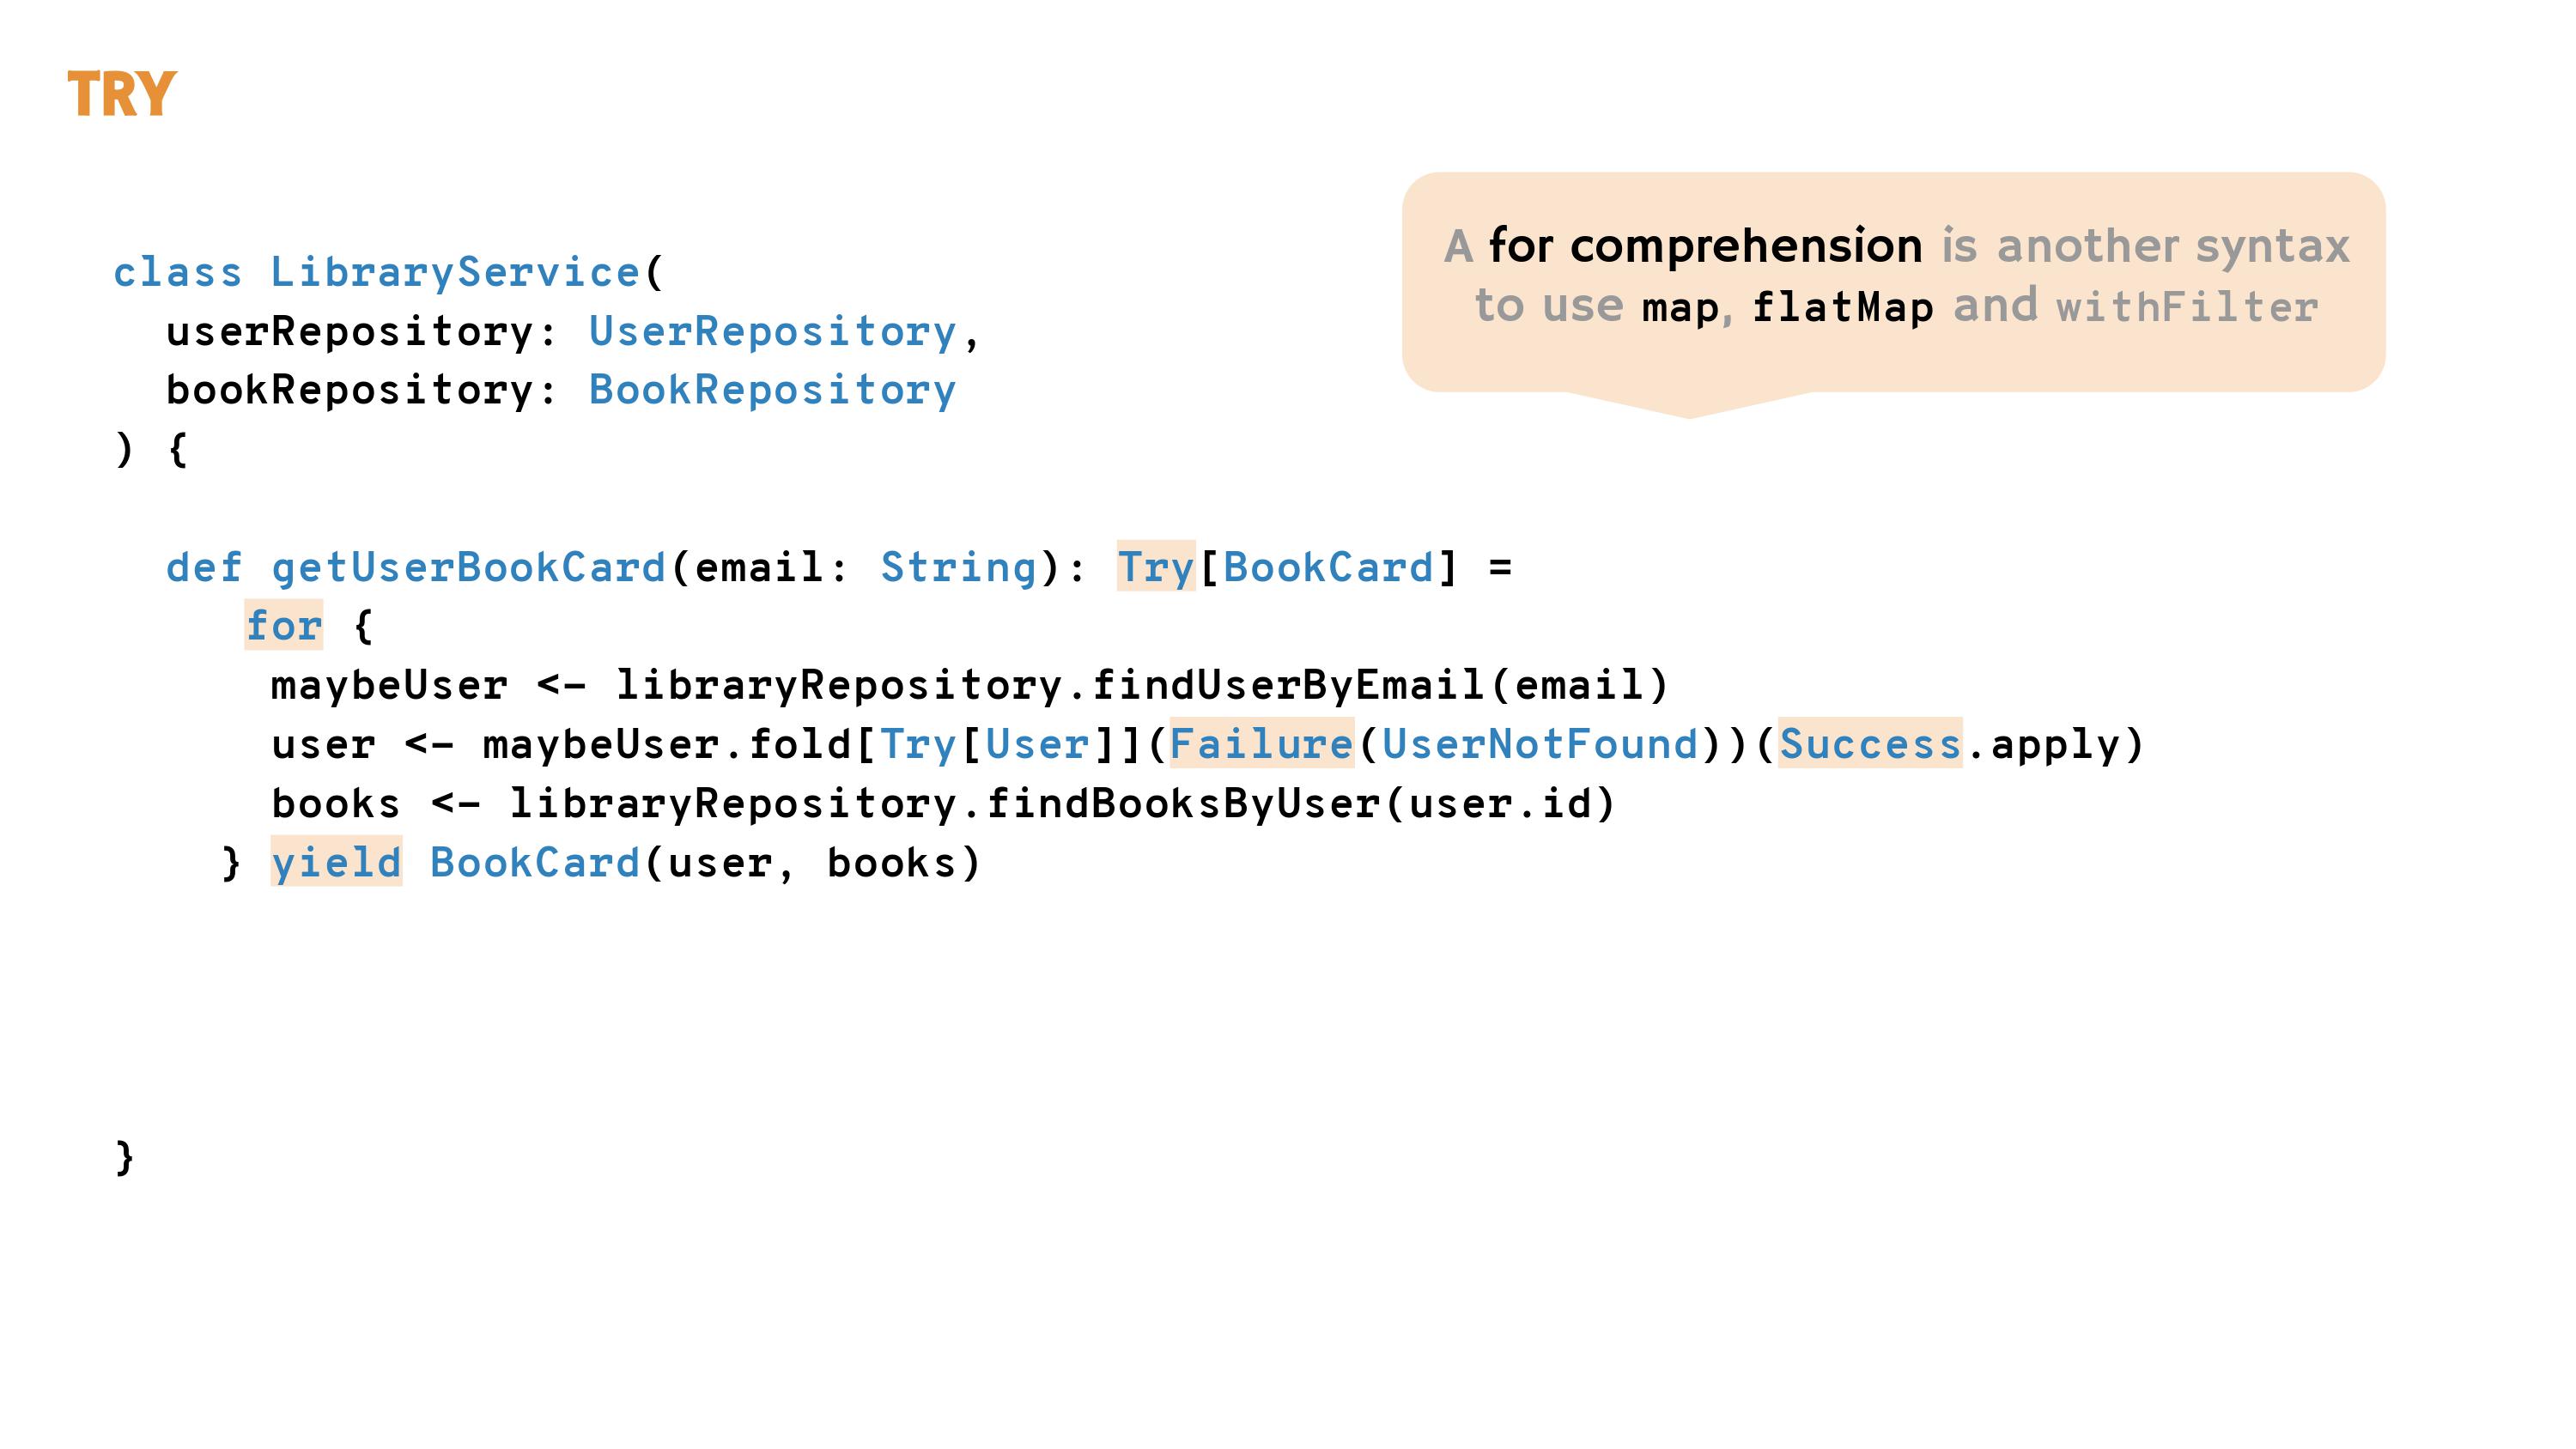 TRY
A for comprehension is another syntax
to use map, flatMap and withFilter
class LibraryService(
  userRepository: UserRepository,
  bookRepository: BookRepository
) {
  def getUserBookCard(email: String): Try[BookCard] =
     for {
      maybeUser <- libraryRepository.findUserByEmail(email)
      user <- maybeUser.fold[Try[User]](Failure(UserNotFound))(Success.apply)
      books <- libraryRepository.findBooksByUser(user.id)
    } yield BookCard(user, books)
}